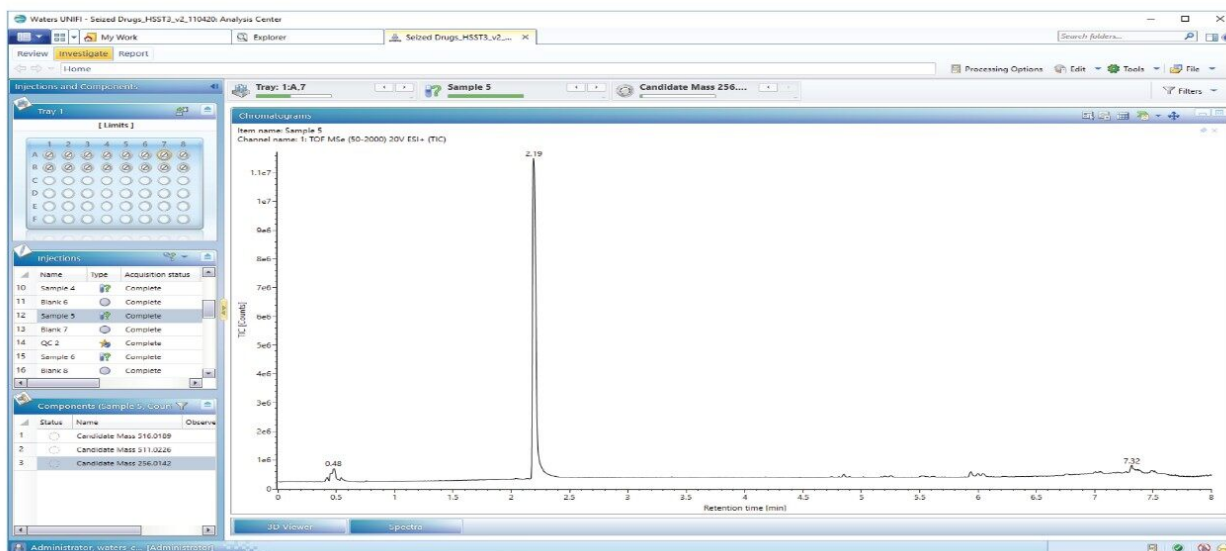 Waters UNIFI - Seized Drugs_HSST3_v2_110420: Analysis Center
My Work
Explorer
Seized Drugs_HSST3_v2_...
Search folders...
Review Investigate Report
Home
Processing Options
Edit
Tools
File
Injections and Components
Tray: 1:A,7
Sample 5
Candidate Mass 256....
Filters
Tray 1
[ Limits ]
1 2 3 4 5 6 7 8
A
B
C
D
E
F
Injections
Name Type Acquisition status
10 Sample 4 Complete
11 Blank 6 Complete
12 Sample 5 Complete
13 Blank 7 Complete
14 QC 2 Complete
15 Sample 6 Complete
16 Blank 8 Complete
Components (Sample 5, Cour
Status Name Observe
1 Candidate Mass 516.0189
2 Candidate Mass 511.0226
3 Candidate Mass 256.0142
Chromatograms
Item name: Sample 5
Channel name: 1: TOF MSe (50-2000) 20V ESI+ (TIC)
2.19
1.1e7
1e7
9e6
8e6
7e6
6e6
5e6
4e6
3e6
2e6
1e6
0
TIC [Counts]
0.48
7.32
0 0.5 1 1.5 2 2.5 3 3.5 4 4.5 5 5.5 6 6.5 7 7.5 8
Retention time [min]
3D Viewer
Spectra
Administrator, waters_c... [Administrator]